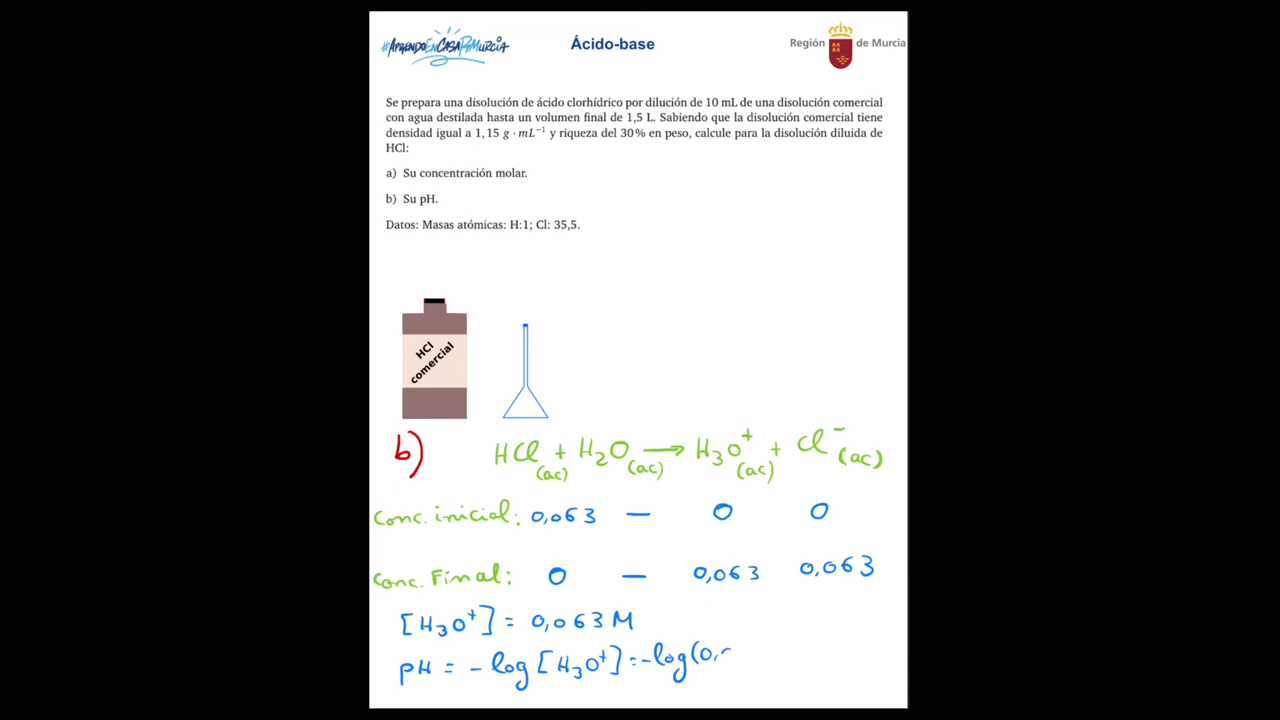 #APRENDOENCASARMURCIA
Ácido-base
Región de Murcia
Se prepara una disolución de ácido clorhídrico por dilución de 10 mL de una disolución comercial
con agua destilada hasta un volumen final de 1,5 L. Sabiendo que la disolución comercial tiene
densidad igual a 1,15 g·mL⁻¹ y riqueza del 30% en peso, calcule para la disolución diluida de
HCl:
a) Su concentración molar.
b) Su pH.
Datos: Masas atómicas: H:1; Cl: 35,5.
HCl
comercial
b) HCl(ac) + H₂O(ac) → H₃O⁺(ac) + Cl⁻(ac)
Conc. inicial: 0,063 — 0 0
Conc. Final: 0 — 0,063 0,063
[H₃O⁺] = 0,063 M
pH = -log [H₃O⁺] = -log(0,